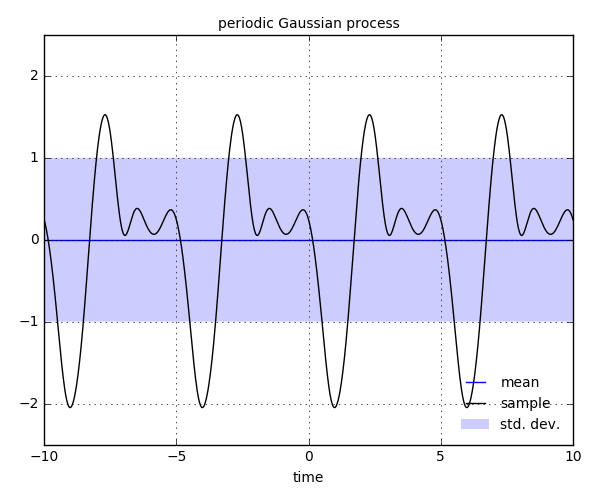 periodic Gaussian process
2
1
0
−1
−2
mean
sample
std. dev.
−10 −5 0 5 10
time